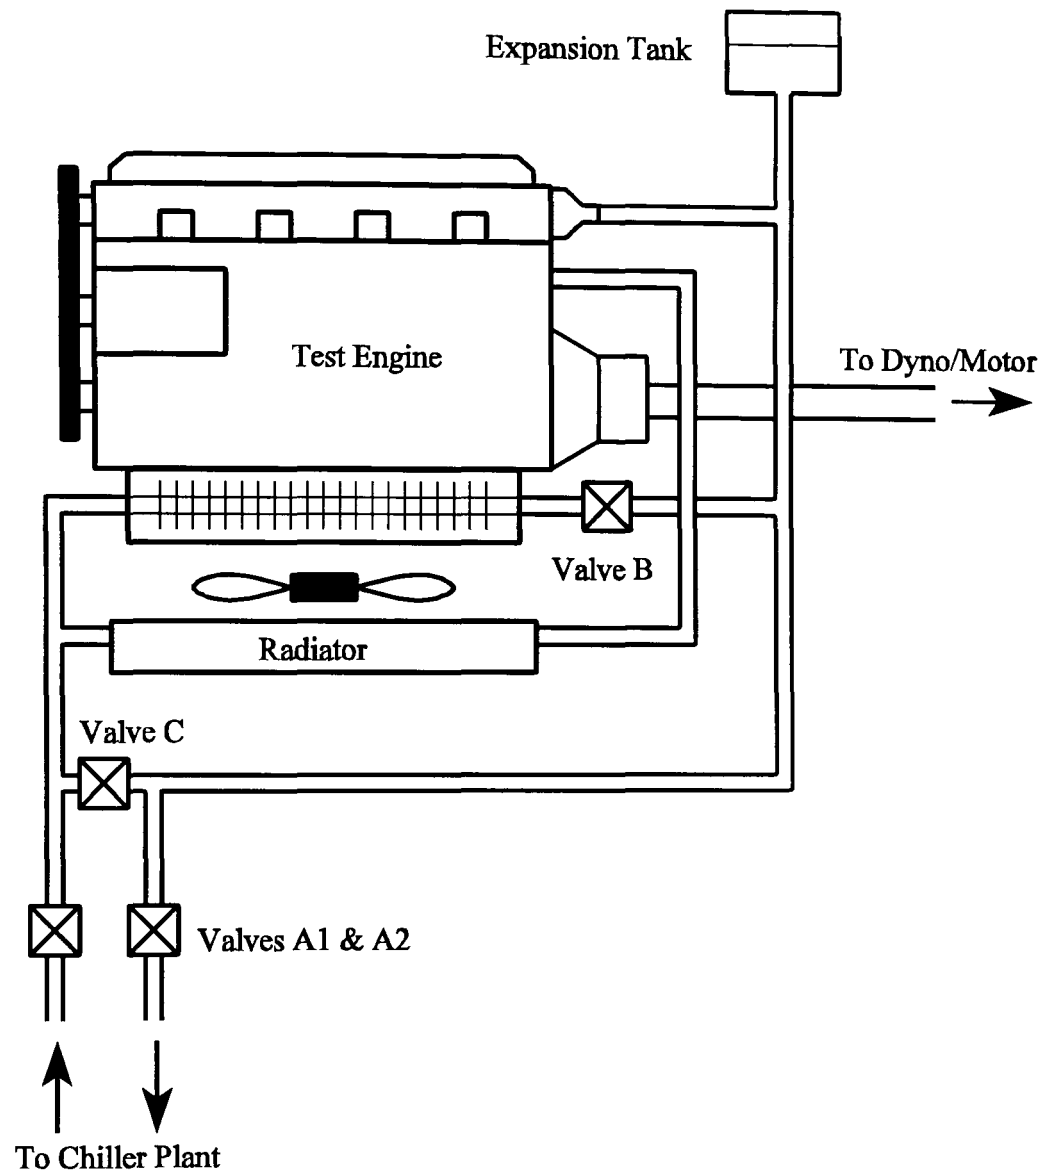 Expansion Tank
Test Engine
To Dyno/Motor
Valve B
Radiator
Valve C
Valves A1 & A2
To Chiller Plant